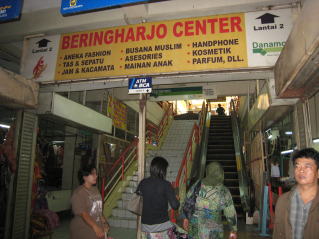 BERINGHARJO CENTER
Lantai 2
Lantai 2
• ANEKA FASHION • BUSANA MUSLIM • HANDPHONE
• TAS & SEPATU • ASESORIES • KOSMETIK
• JAM & KACAMATA • MAINAN ANAK • PARFUM, DLL.
Danamon
ATM
BCA